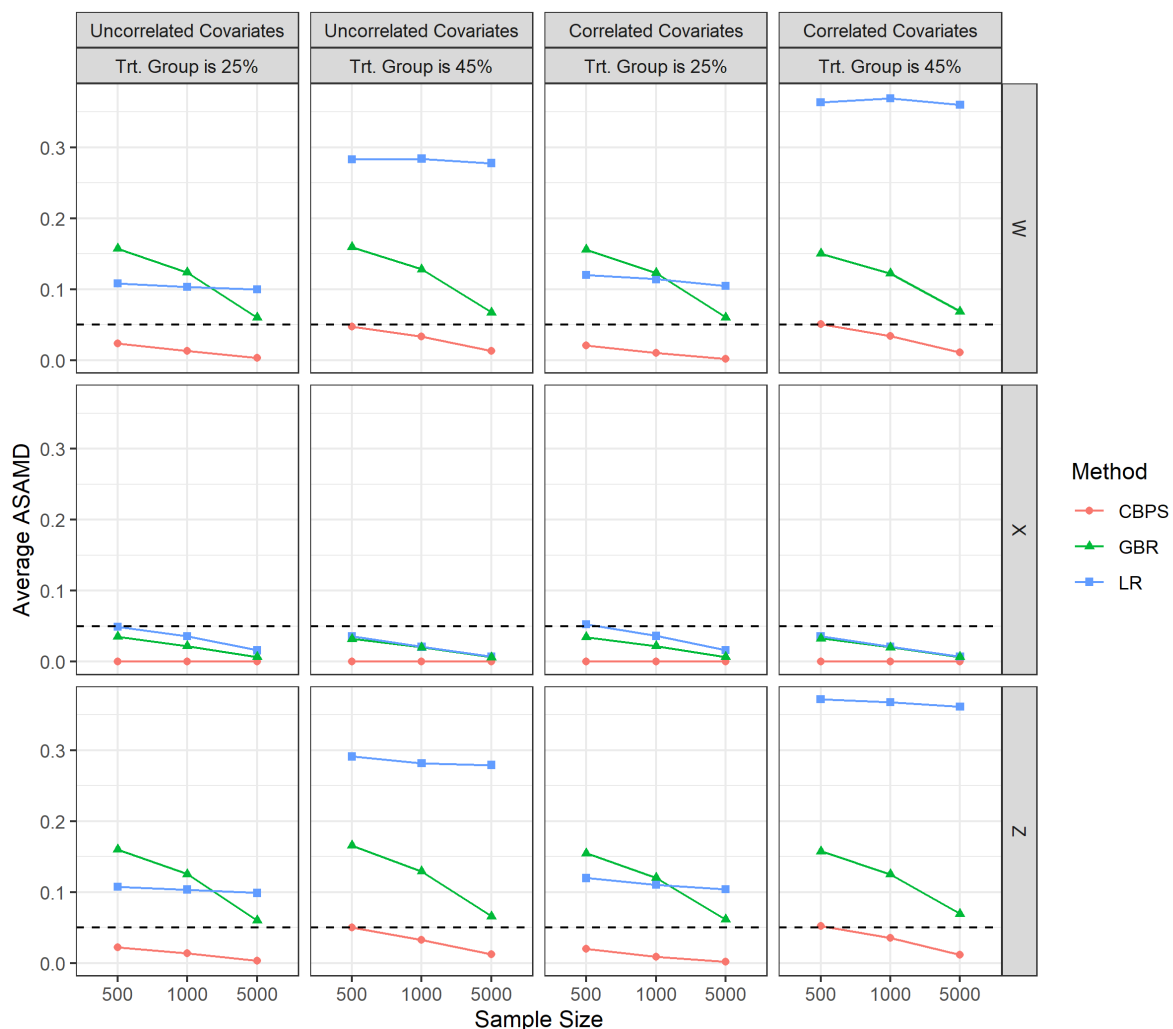 Uncorrelated Covariates Uncorrelated Covariates Correlated Covariates Correlated Covariates
Trt. Group is 25% Trt. Group is 45% Trt. Group is 25% Trt. Group is 45%
0.3
0.2
0.1
0.0
W
0.3
0.2
0.1
0.0
X
0.3
0.2
0.1
0.0
Z
Average ASAMD
500 1000 5000 500 1000 5000 500 1000 5000 500 1000 5000
Sample Size
Method
CBPS
GBR
LR